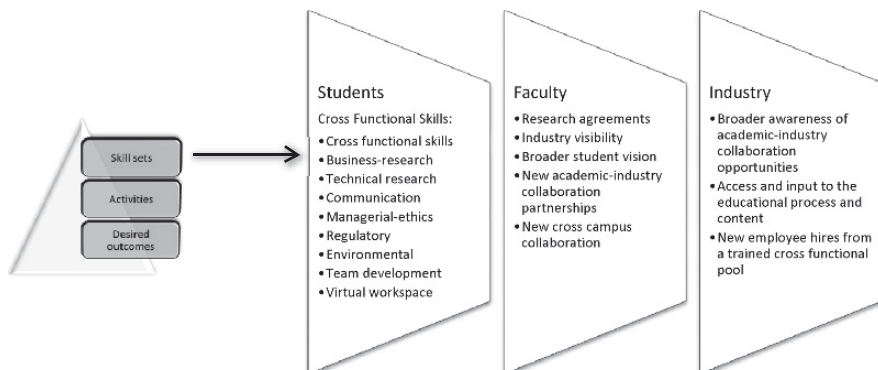 Skill sets
Activities
Desired
outcomes
Students
Cross Functional Skills:
• Cross functional skills
• Business-research
• Technical research
• Communication
• Managerial-ethics
• Regulatory
• Environmental
• Team development
• Virtual workspace
Faculty
• Research agreements
• Industry visibility
• Broader student vision
• New academic-industry
collaboration
partnerships
• New cross campus
collaboration
Industry
• Broader awareness of
academic-industry
collaboration
opportunities
• Access and input to the
educational process and
content
• New employee hires from
a trained cross functional
pool